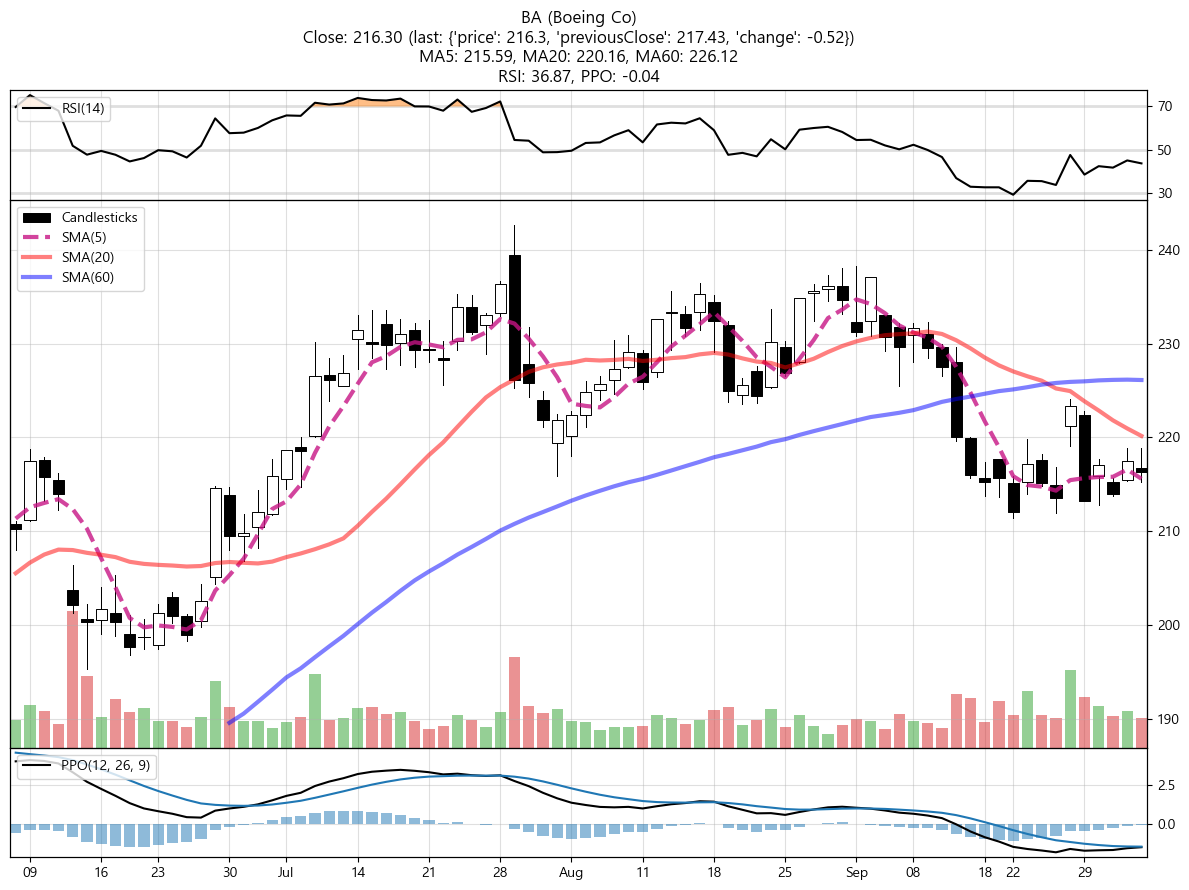 BA (Boeing Co)
Close: 216.30 (last: {'price': 216.3, 'previousClose': 217.43, 'change': -0.52})
MA5: 215.59, MA20: 220.16, MA60: 226.12
RSI: 36.87, PPO: -0.04
RSI(14)
70
50
30
Candlesticks
SMA(5)
SMA(20)
SMA(60)
240
230
220
210
200
190
PPO(12, 26, 9)
2.5
0.0
09 16 23 30 Jul 14 21 28 Aug 11 18 25 Sep 08 18 22 29